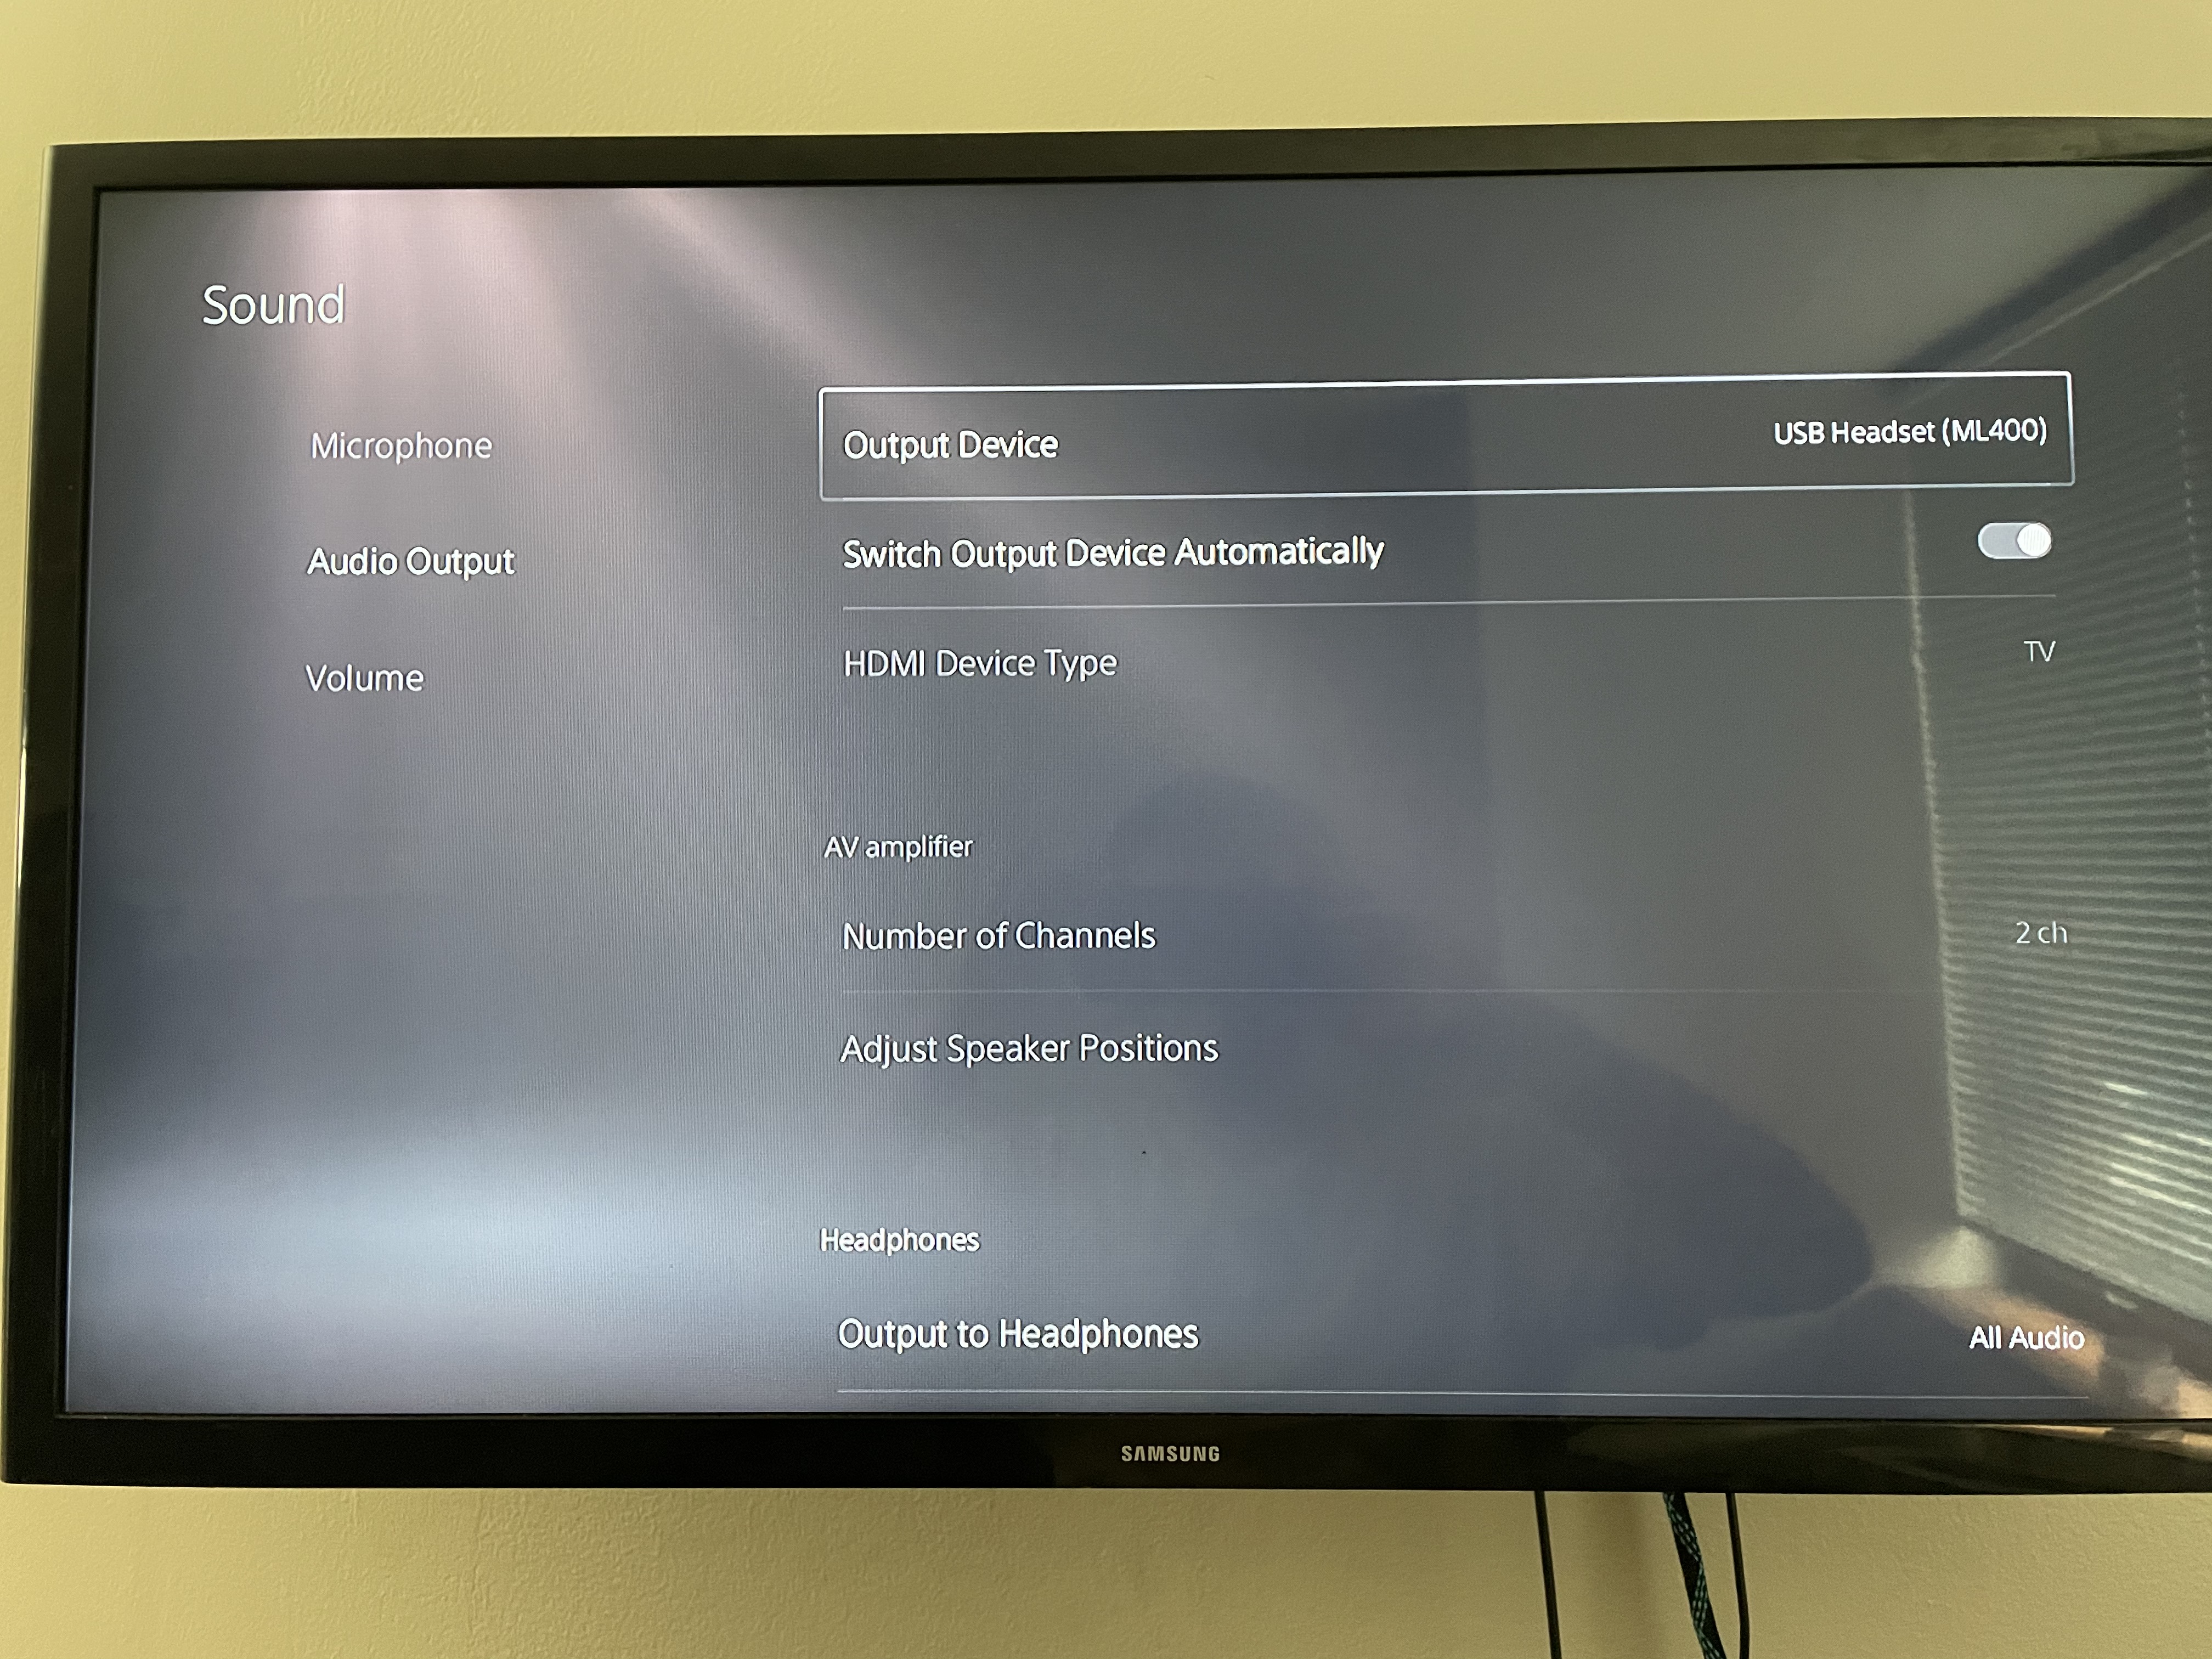 Sound
Microphone
Audio Output
Volume
Output Device USB Headset (ML400)
Switch Output Device Automatically
HDMI Device Type TV
AV amplifier
Number of Channels 2 ch
Adjust Speaker Positions
Headphones
Output to Headphones All Audio
SAMSUNG